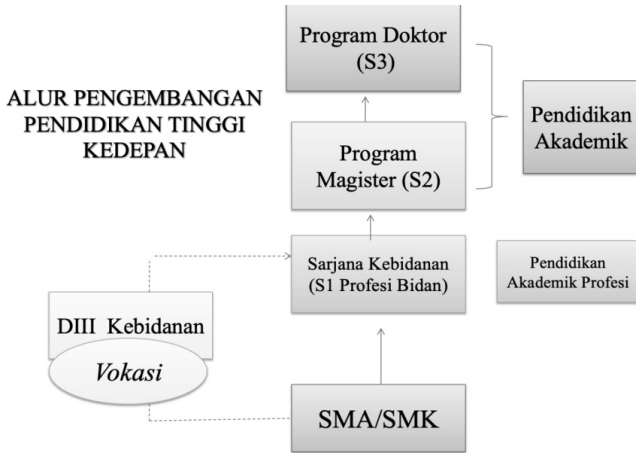 Program Doktor
(S3)
ALUR PENGEMBANGAN
PENDIDIKAN TINGGI
KEDEPAN
Pendidikan
Akademik
Program
Magister (S2)
Sarjana Kebidanan
(S1 Profesi Bidan)
Pendidikan
Akademik Profesi
DIII Kebidanan
Vokasi
SMA/SMK